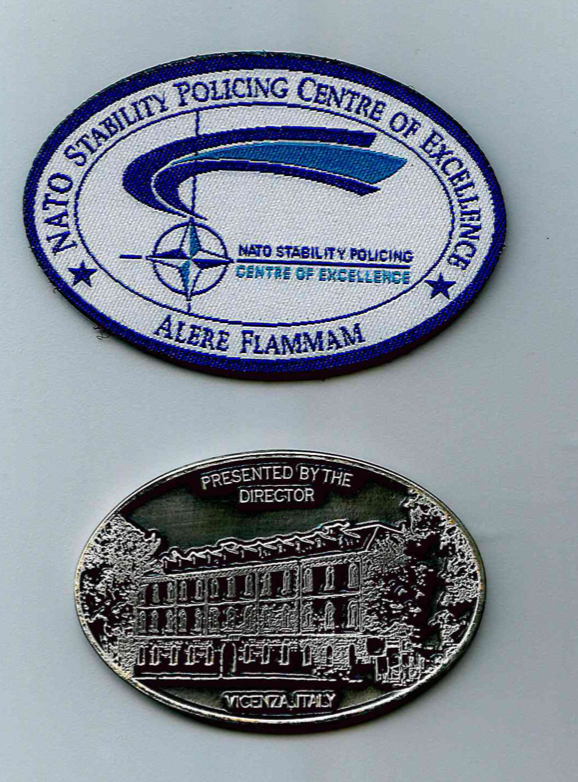 NATO STABILITY POLICING CENTRE OF EXCELLENCE
NATO STABILITY POLICING
CENTRE OF EXCELLENCE
ALERE FLAMMAM
PRESENTED BY THE
DIRECTOR
VICENZA, ITALY